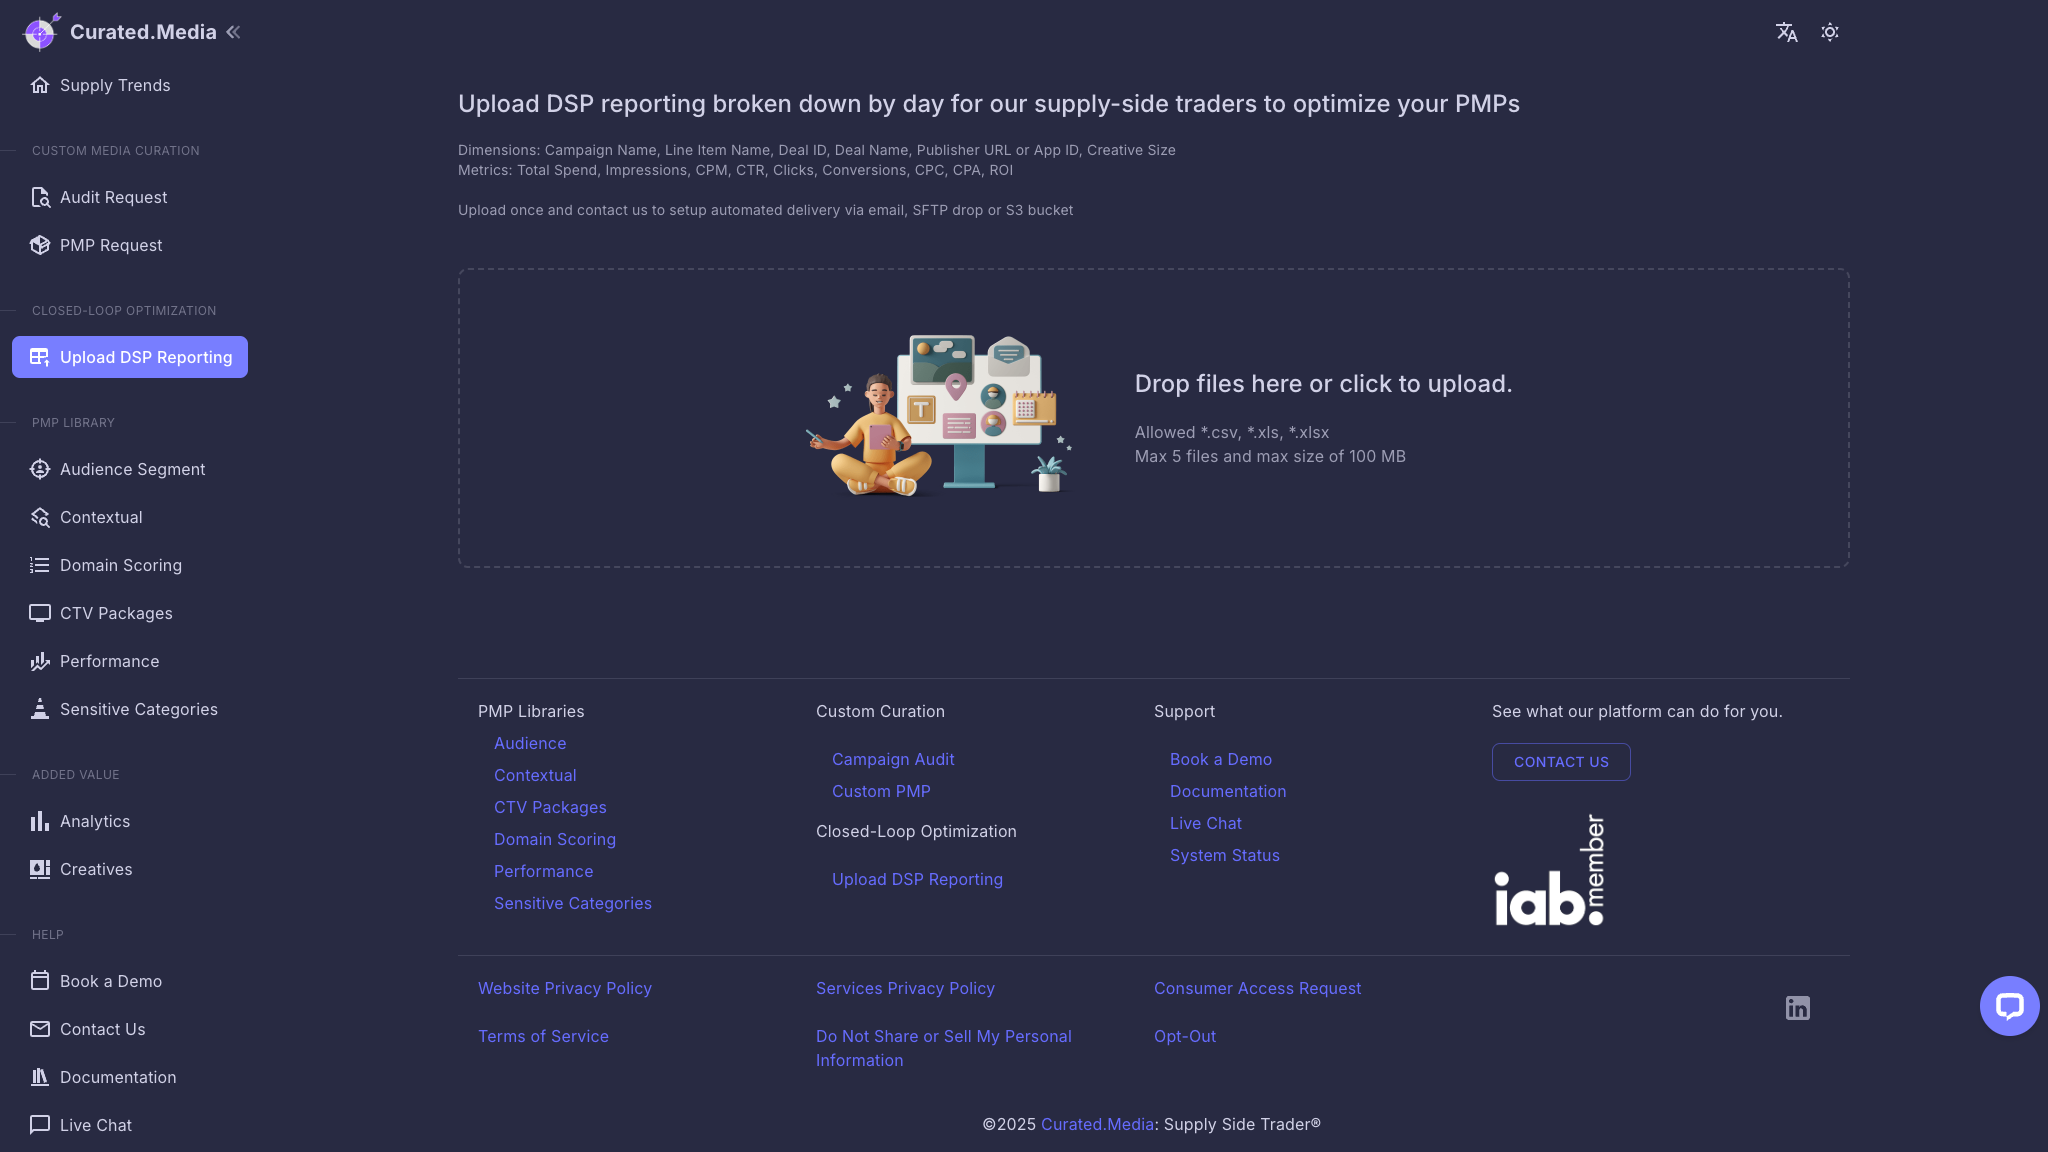 Curated.Media
Supply Trends
CUSTOM MEDIA CURATION
Audit Request
PMP Request
CLOSED-LOOP OPTIMIZATION
Upload DSP Reporting
PMP LIBRARY
Audience Segment
Contextual
Domain Scoring
CTV Packages
Performance
Sensitive Categories
ADDED VALUE
Analytics
Creatives
HELP
Book a Demo
Contact Us
Documentation
Live Chat
Upload DSP reporting broken down by day for our supply-side traders to optimize your PMPs
Dimensions: Campaign Name, Line Item Name, Deal ID, Deal Name, Publisher URL or App ID, Creative Size
Metrics: Total Spend, Impressions, CPM, CTR, Clicks, Conversions, CPC, CPA, ROI
Upload once and contact us to setup automated delivery via email, SFTP drop or S3 bucket
T
Drop files here or click to upload.
Allowed *.csv, *.xls, *.xlsx
Max 5 files and max size of 100 MB
PMP Libraries
Audience
Contextual
CTV Packages
Domain Scoring
Performance
Sensitive Categories
Custom Curation
Campaign Audit
Custom PMP
Closed-Loop Optimization
Upload DSP Reporting
Support
Book a Demo
Documentation
Live Chat
System Status
See what our platform can do for you.
CONTACT US
iab.
member
Website Privacy Policy
Services Privacy Policy
Consumer Access Request
Terms of Service
Do Not Share or Sell My Personal
Information
Opt-Out
in
©2025 Curated.Media: Supply Side Trader®